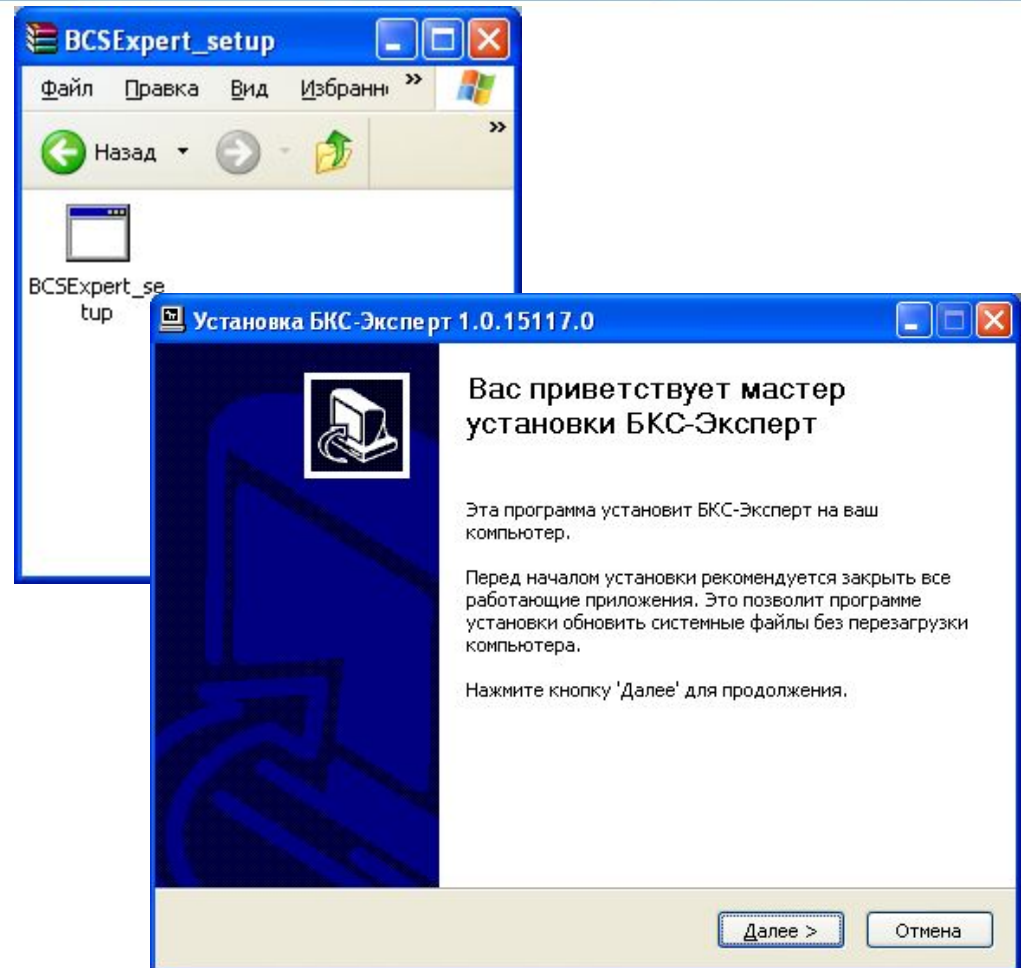 BCSExpert_setup
Файл Правка Вид Избранн »
Назад »
BCSExpert_se
tup
Установка БКС-Эксперт 1.0.15117.0
Вас приветствует мастер
установки БКС-Эксперт
Эта программа установит БКС-Эксперт на ваш
компьютер.
Перед началом установки рекомендуется закрыть все
работающие приложения. Это позволит программе
установки обновить системные файлы без перезагрузки
компьютера.
Нажмите кнопку 'Далее' для продолжения.
Далее > Отмена